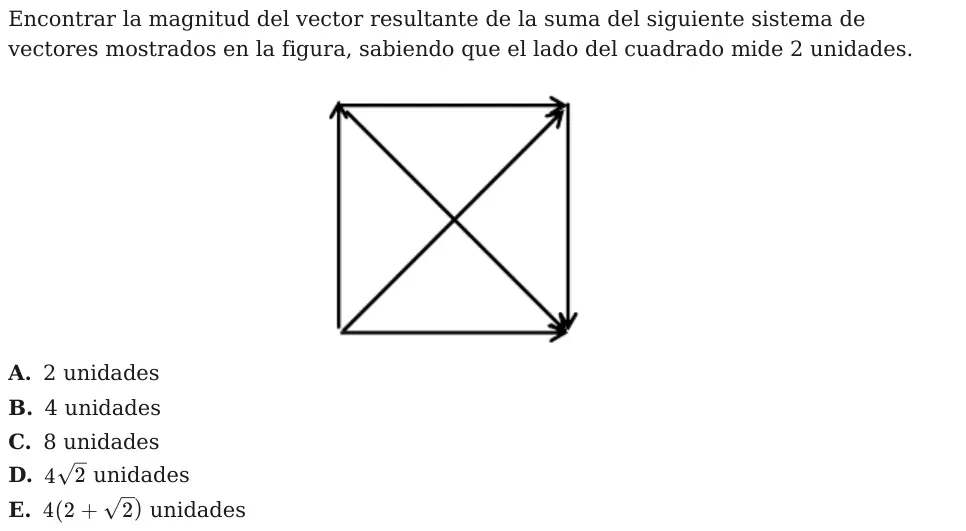 Encontrar la magnitud del vector resultante de la suma del siguiente sistema de
vectores mostrados en la figura, sabiendo que el lado del cuadrado mide 2 unidades.
A. 2 unidades
B. 4 unidades
C. 8 unidades
D. 4√2 unidades
E. 4(2 + √2) unidades